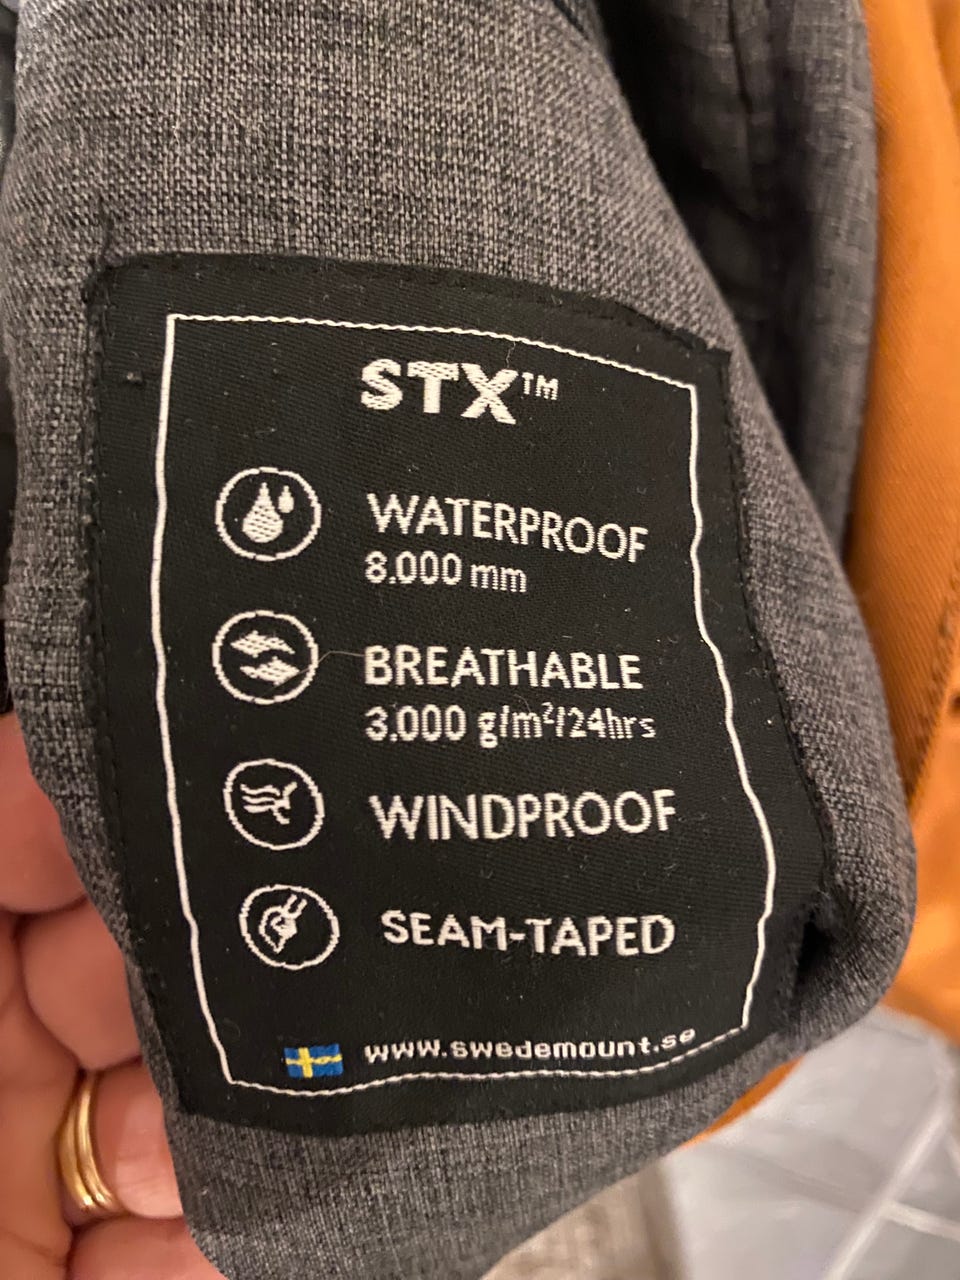 STX™
WATERPROOF
8.000 mm
BREATHABLE
3.000 g/m²/24hrs
WINDPROOF
SEAM-TAPED
www.swedemount.se